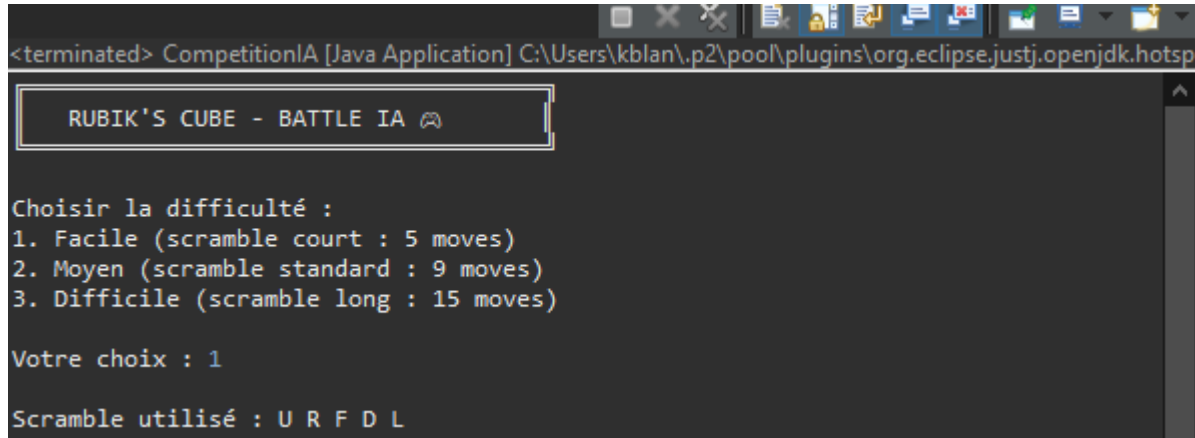 <terminated> CompetitionIA [Java Application] C:\Users\kblan\.p2\pool\plugins\org.eclipse.justj.openjdk.hotsp
RUBIK'S CUBE - BATTLE IA 🎮
Choisir la difficulté :
1. Facile (scramble court : 5 moves)
2. Moyen (scramble standard : 9 moves)
3. Difficile (scramble long : 15 moves)
Votre choix : 1
Scramble utilisé : U R F D L